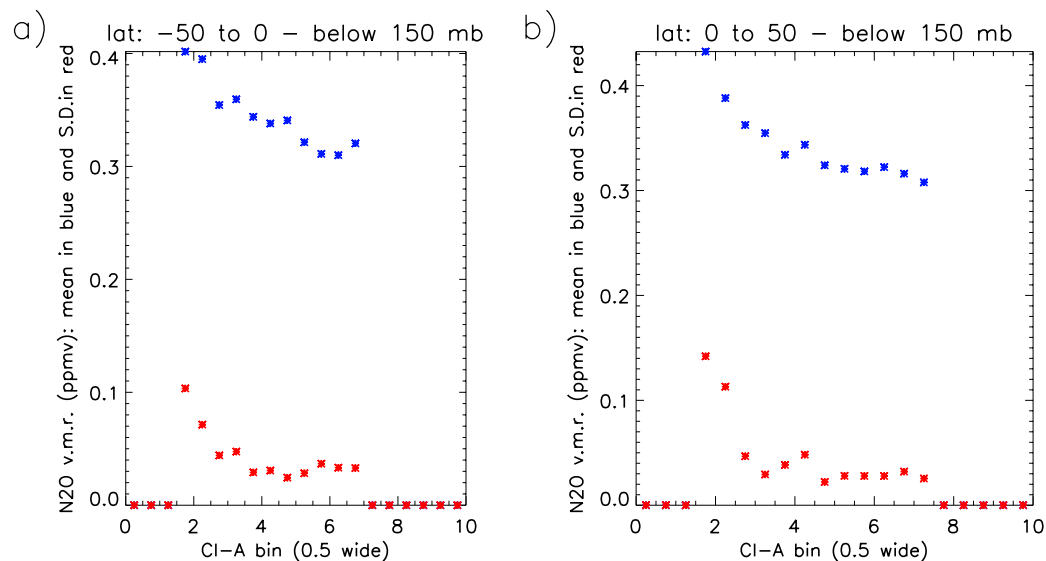 a)
lat: -50 to 0 - below 150 mb
N2O v.m.r. (ppmv): mean in blue and S.D.in red
0.4
0.3
0.2
0.1
0.0
0 2 4 6 8 10
CI-A bin (0.5 wide)
b)
lat: 0 to 50 - below 150 mb
N2O v.m.r. (ppmv): mean in blue and S.D.in red
0.4
0.3
0.2
0.1
0.0
0 2 4 6 8 10
CI-A bin (0.5 wide)